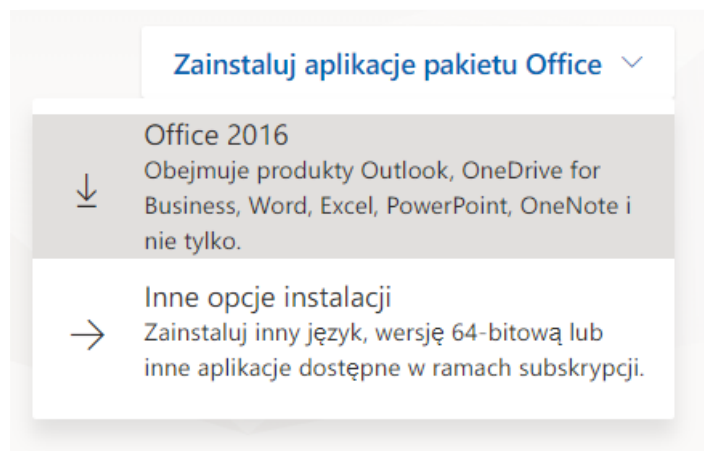 Zainstaluj aplikacje pakietu Office
Office 2016
Obejmuje produkty Outlook, OneDrive for
Business, Word, Excel, PowerPoint, OneNote i
nie tylko.
Inne opcje instalacji
Zainstaluj inny język, wersję 64-bitową lub
inne aplikacje dostępne w ramach subskrypcji.